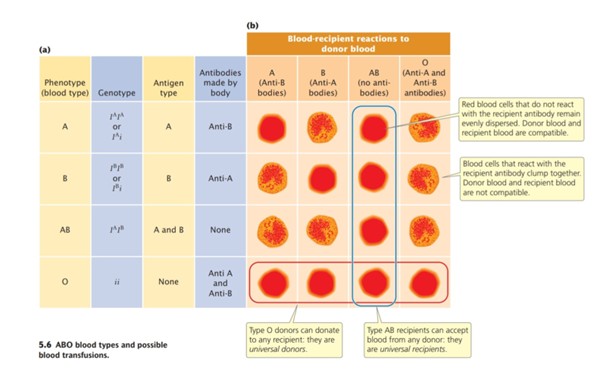 (b)
Blood-recipient reactions to
donor blood
(a)
Phenotype
(blood type)
Genotype
Antigen
type
Antibodies
made by
body
A
(Anti-B
bodies)
B
(Anti-A
bodies)
AB
(no anti-
bodies)
O
(Anti-A and
Anti-B
antibodies)
A
IᴬIᴬ
or
Iᴬi
A
Anti-B
Red blood cells that do not react
with the recipient antibody remain
evenly dispersed. Donor blood and
recipient blood are compatible.
B
IᴮIᴮ
or
Iᴮi
B
Anti-A
Blood cells that react with the
recipient antibody clump together.
Donor blood and recipient blood
are not compatible.
AB
IᴬIᴮ
A and B
None
O
ii
None
Anti A
and
Anti-B
Type O donors can donate
to any recipient: they are
universal donors.
Type AB recipients can accept
blood from any donor: they
are universal recipients.
5.6 ABO blood types and possible
blood transfusions.